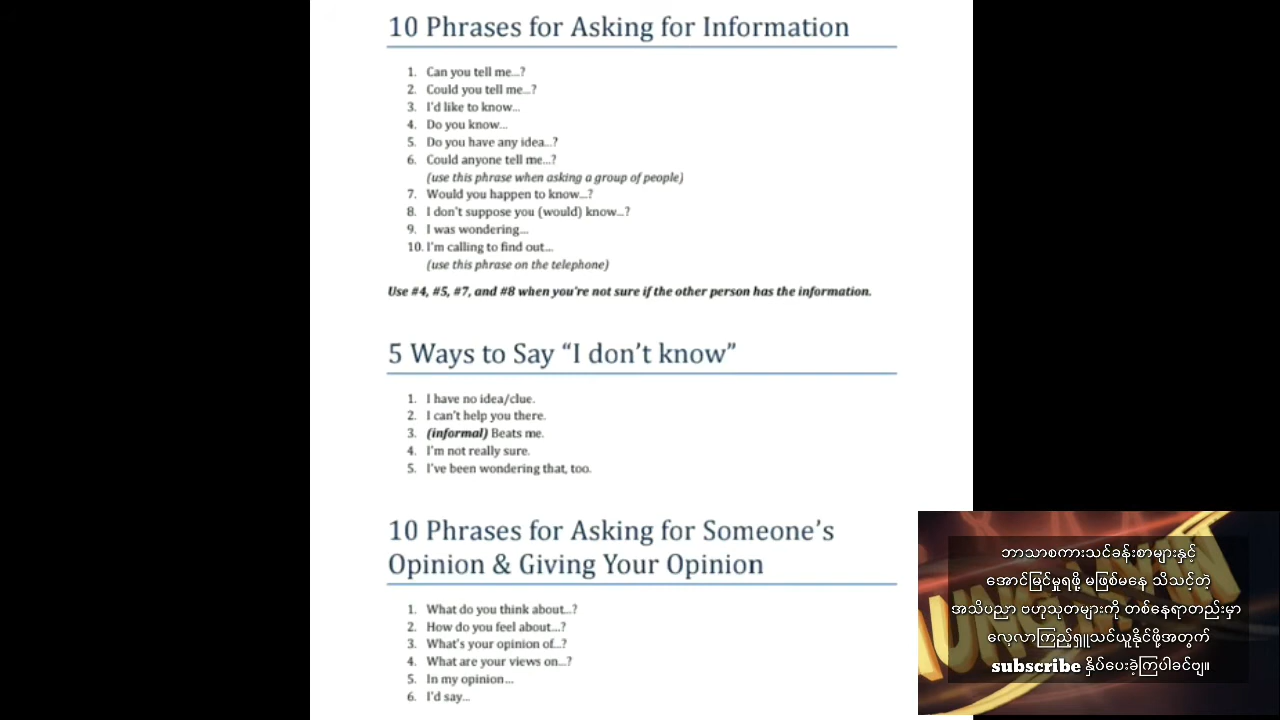 10 Phrases for Asking for Information
1. Can you tell me...?
2. Could you tell me...?
3. I'd like to know...
4. Do you know...
5. Do you have any idea...?
6. Could anyone tell me...?
(use this phrase when asking a group of people)
7. Would you happen to know...?
8. I don't suppose you (would) know...?
9. I was wondering...
10. I'm calling to find out...
(use this phrase on the telephone)
Use #4, #5, #7, and #8 when you're not sure if the other person has the information.
5 Ways to Say “I don't know”
1. I have no idea/clue.
2. I can't help you there.
3. (informal) Beats me.
4. I'm not really sure.
5. I've been wondering that, too.
10 Phrases for Asking for Someone's
Opinion & Giving Your Opinion
1. What do you think about...?
2. How do you feel about...?
3. What's your opinion of...?
4. What are your views on...?
5. In my opinion...
6. I'd say...
ဘာသာစကားသင်ခန်းစာများနှင့်
အောင်မြင်မှုရဖို့ မဖြစ်မနေ သိသင့်တဲ့
အသိပညာ ဗဟုသုတများကို တစ်နေရာတည်းမှာ
လေ့လာကြည့်ရှုသင်ယူနိုင်ဖို့အတွက်
subscribe နှိပ်ပေးခဲ့ကြပါခင်ဗျ။